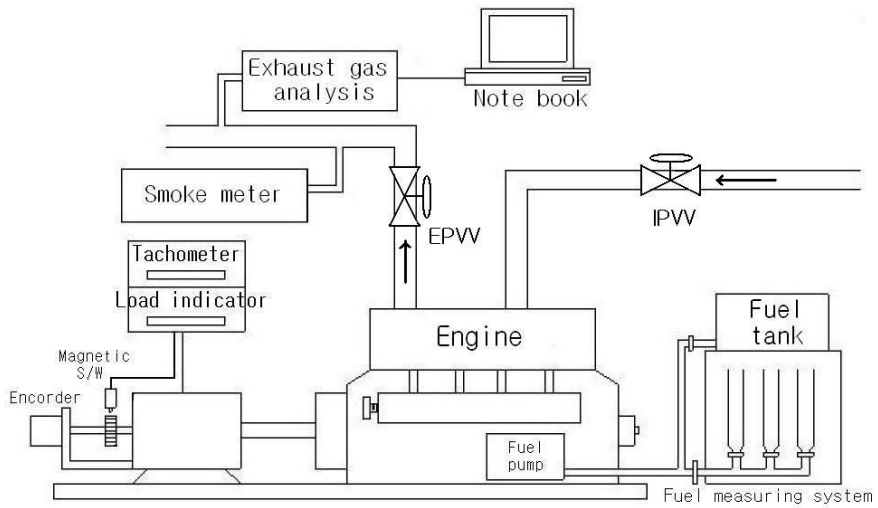 Exhaust gas
analysis
Note book
Smoke meter
EPVV
IPVV
Tachometer
Load indicator
Magnetic
S/W
Encorder
Engine
Fuel
pump
Fuel
tank
Fuel measuring system